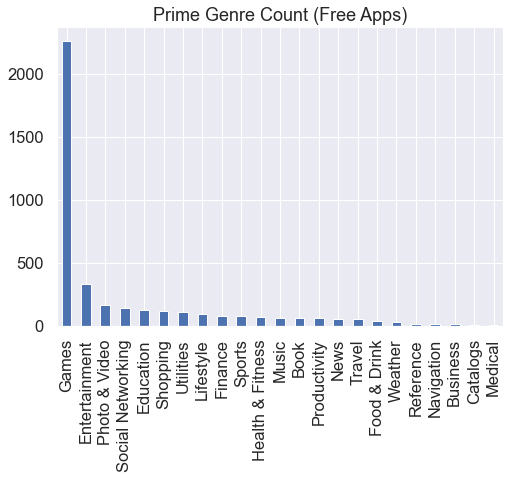 Prime Genre Count (Free Apps)
2000
1500
1000
500
0
Games
Entertainment
Photo & Video
Social Networking
Education
Shopping
Utilities
Lifestyle
Finance
Sports
Health & Fitness
Music
Book
Productivity
News
Travel
Food & Drink
Weather
Reference
Navigation
Business
Catalogs
Medical